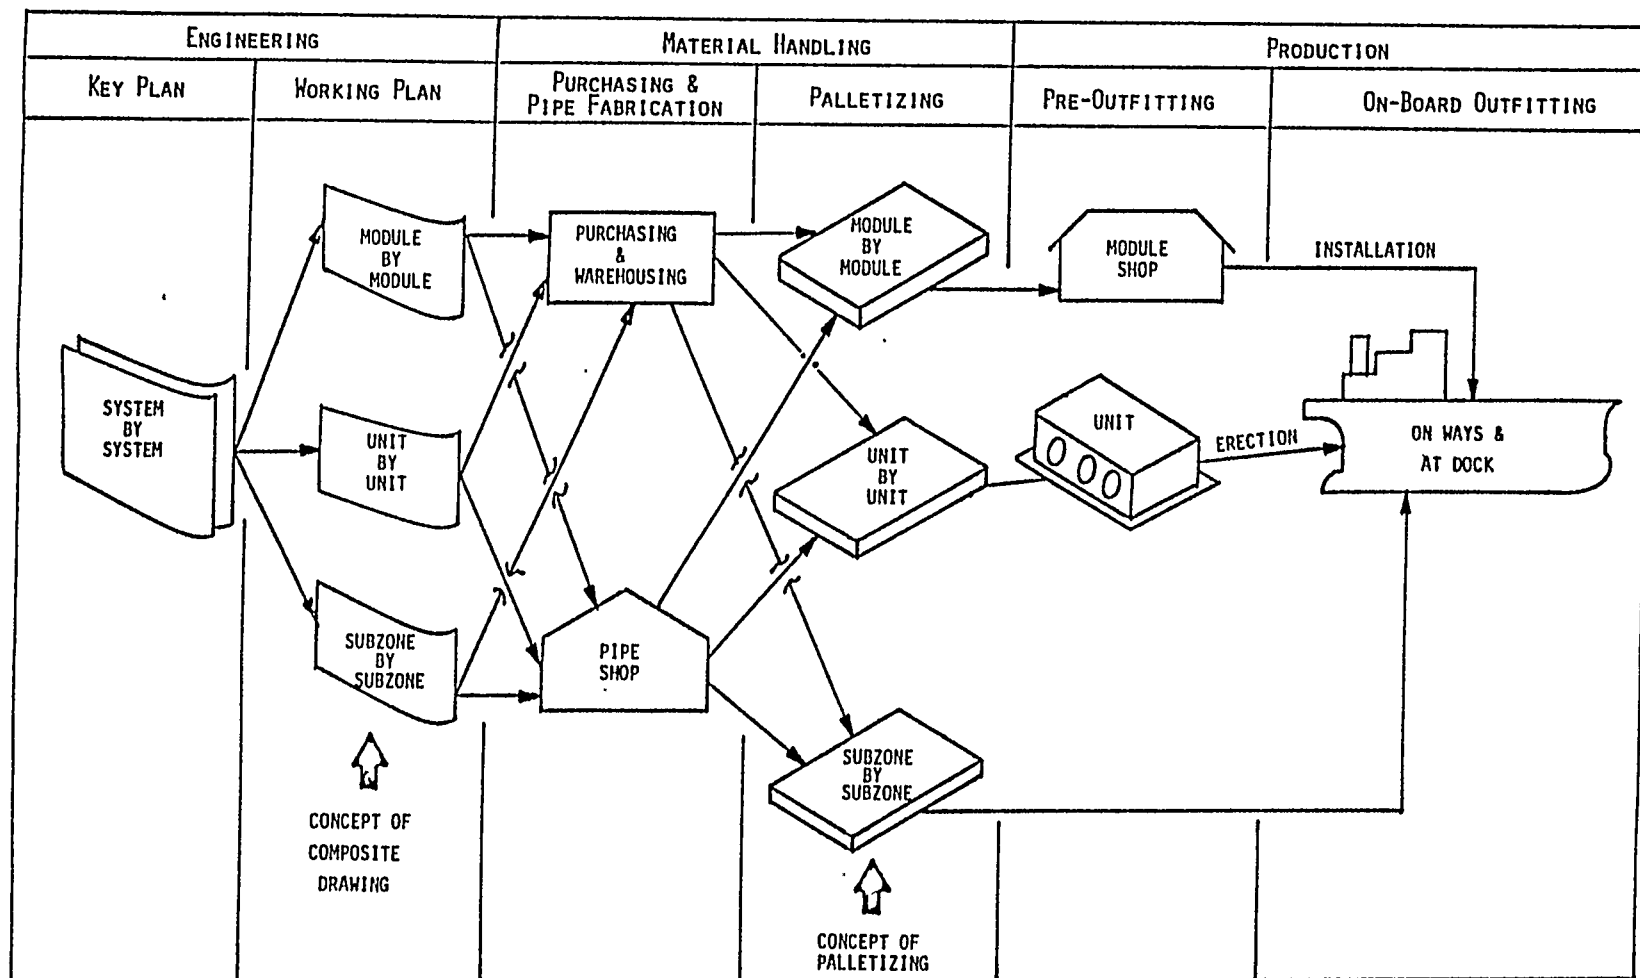 ENGINEERING
MATERIAL HANDLING
PRODUCTION
KEY PLAN
WORKING PLAN
PURCHASING &
PIPE FABRICATION
PALLETIZING
PRE-OUTFITTING
ON-BOARD OUTFITTING
SYSTEM
BY
SYSTEM
MODULE
BY
MODULE
UNIT
BY
UNIT
SUBZONE
BY
SUBZONE
CONCEPT OF
COMPOSITE
DRAWING
PURCHASING
&
WAREHOUSING
PIPE
SHOP
MODULE
BY
MODULE
UNIT
BY
UNIT
SUBZONE
BY
SUBZONE
CONCEPT OF
PALLETIZING
MODULE
SHOP
UNIT
INSTALLATION
ERECTION
ON WAYS &
AT DOCK